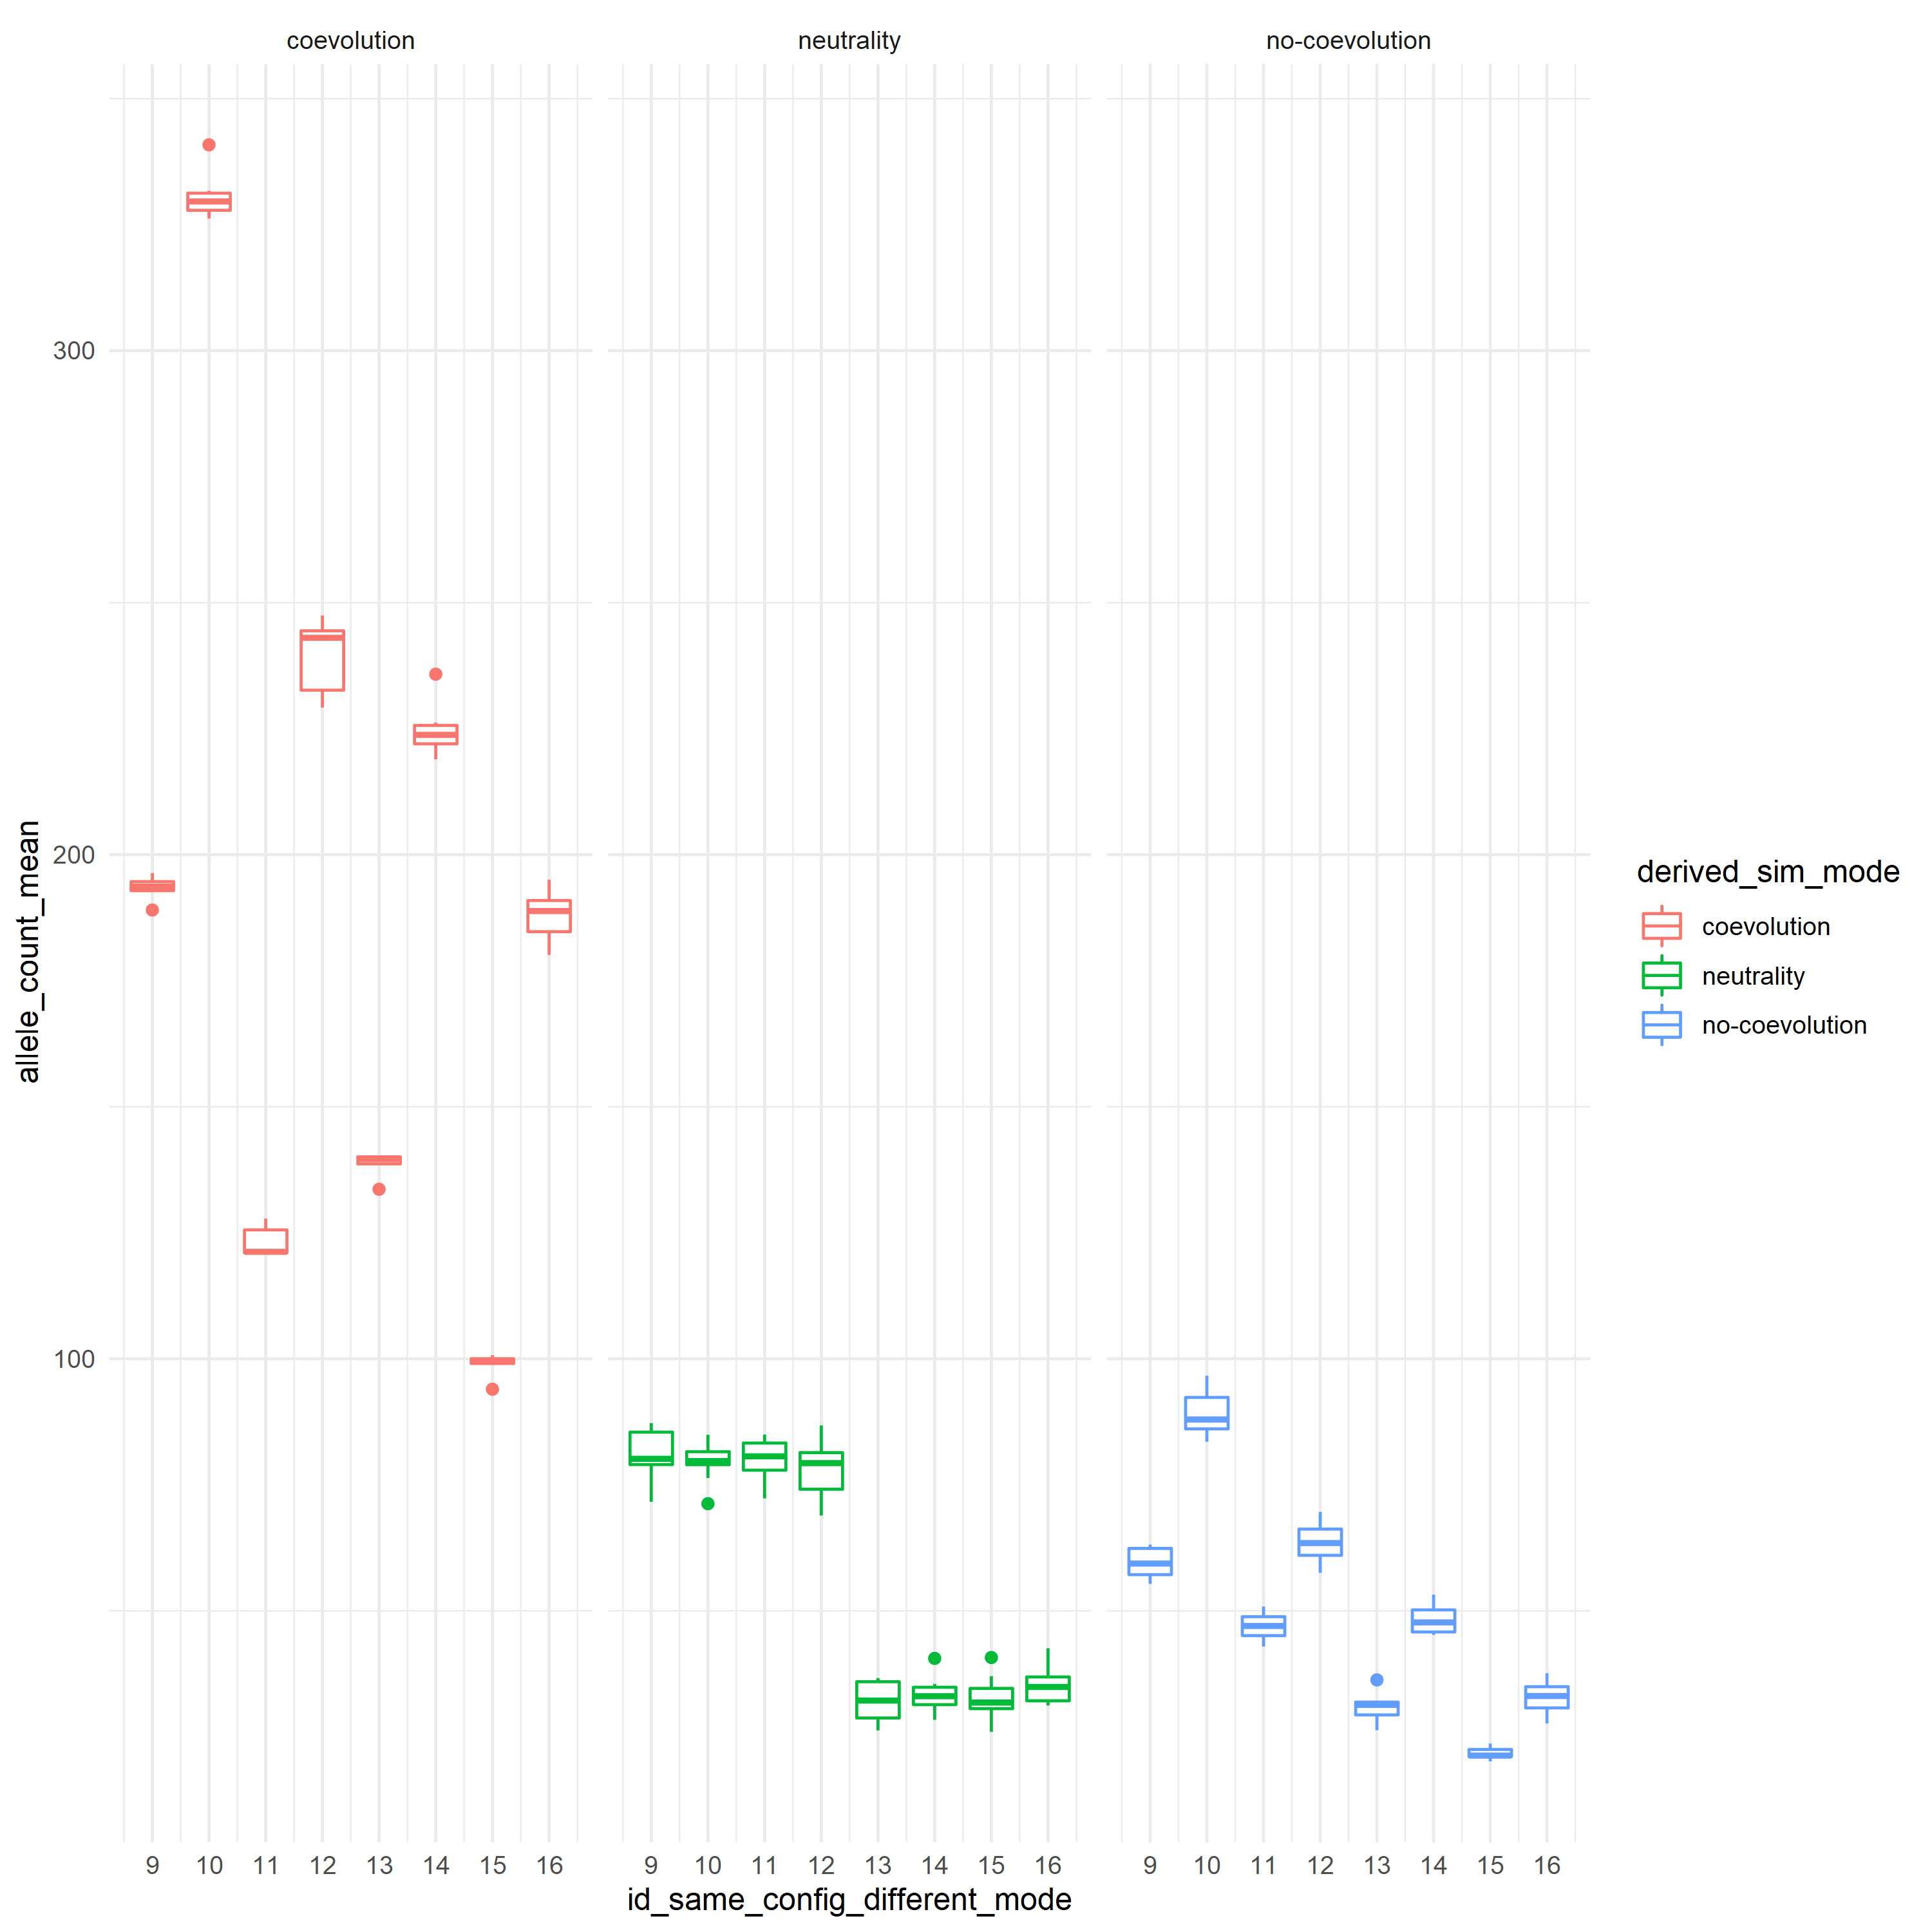 coevolution neutrality no-coevolution
300
200
100
allele_count_mean
9 10 11 12 13 14 15 16 9 10 11 12 13 14 15 16 9 10 11 12 13 14 15 16
id_same_config_different_mode
derived_sim_mode
coevolution
neutrality
no-coevolution